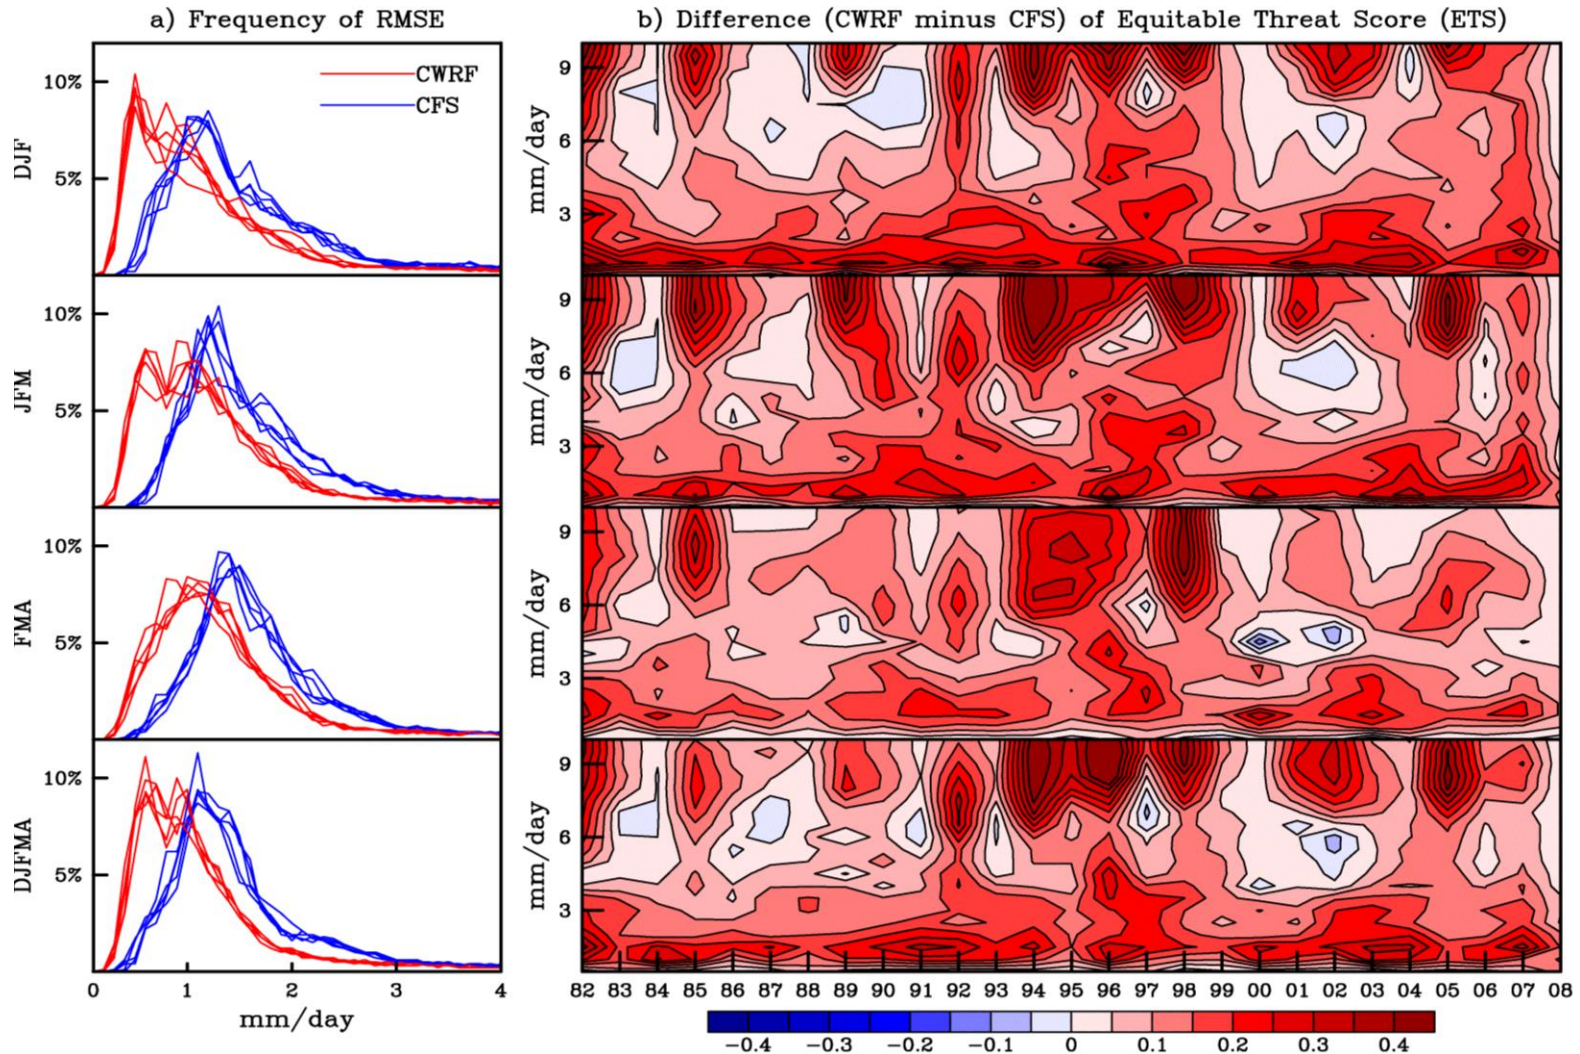 a) Frequency of RMSE
b) Difference (CWRF minus CFS) of Equitable Threat Score (ETS)
CWRF
CFS
DJF
10%
5%
mm/day
9
6
3
JFM
10%
5%
mm/day
9
6
3
FMA
10%
5%
mm/day
9
6
3
DJFMA
10%
5%
mm/day
9
6
3
0 1 2 3 4
mm/day
82 83 84 85 86 87 88 89 90 91 92 93 94 95 96 97 98 99 00 01 02 03 04 05 06 07 08
−0.4 −0.3 −0.2 −0.1 0 0.1 0.2 0.3 0.4